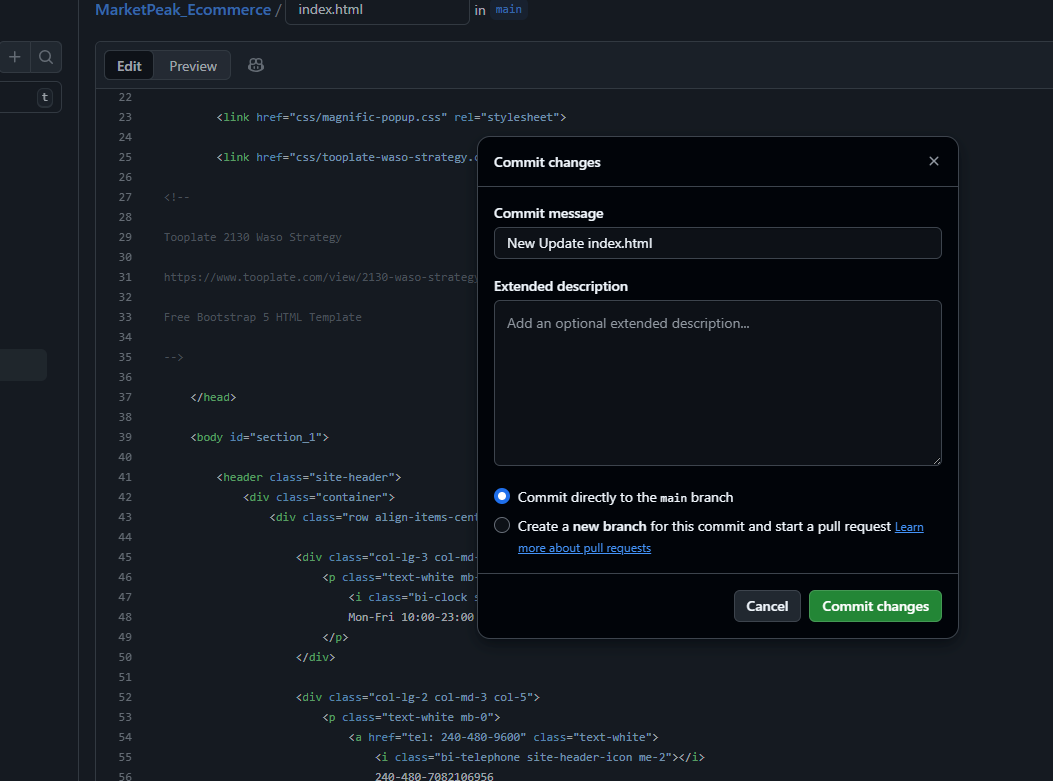 MarketPeak_Ecommerce / index.html in main
t
Edit Preview
22
23 <link href="css/magnific-popup.css" rel="stylesheet">
24
25 <link href="css/tooplate-waso-strategy.c
26
27 <!--
28
29 Tooplate 2130 Waso Strategy
30
31 https://www.tooplate.com/view/2130-waso-strategy
32
33 Free Bootstrap 5 HTML Template
34
35 -->
36
37 </head>
38
39 <body id="section_1">
40
41 <header class="site-header">
42 <div class="container">
43 <div class="row align-items-cent
44
45 <div class="col-lg-3 col-md-
46 <p class="text-white mb-
47 <i class="bi-clock s
48 Mon-Fri 10:00-23:00
49 </p>
50 </div>
51
52 <div class="col-lg-2 col-md-3 col-5">
53 <p class="text-white mb-0">
54 <a href="tel: 240-480-9600" class="text-white">
55 <i class="bi-telephone site-header-icon me-2"></i>
56 240-480-7082106956
Commit changes
Commit message
New Update index.html
Extended description
Add an optional extended description...
Commit directly to the main branch
Create a new branch for this commit and start a pull request Learn
more about pull requests
Cancel Commit changes